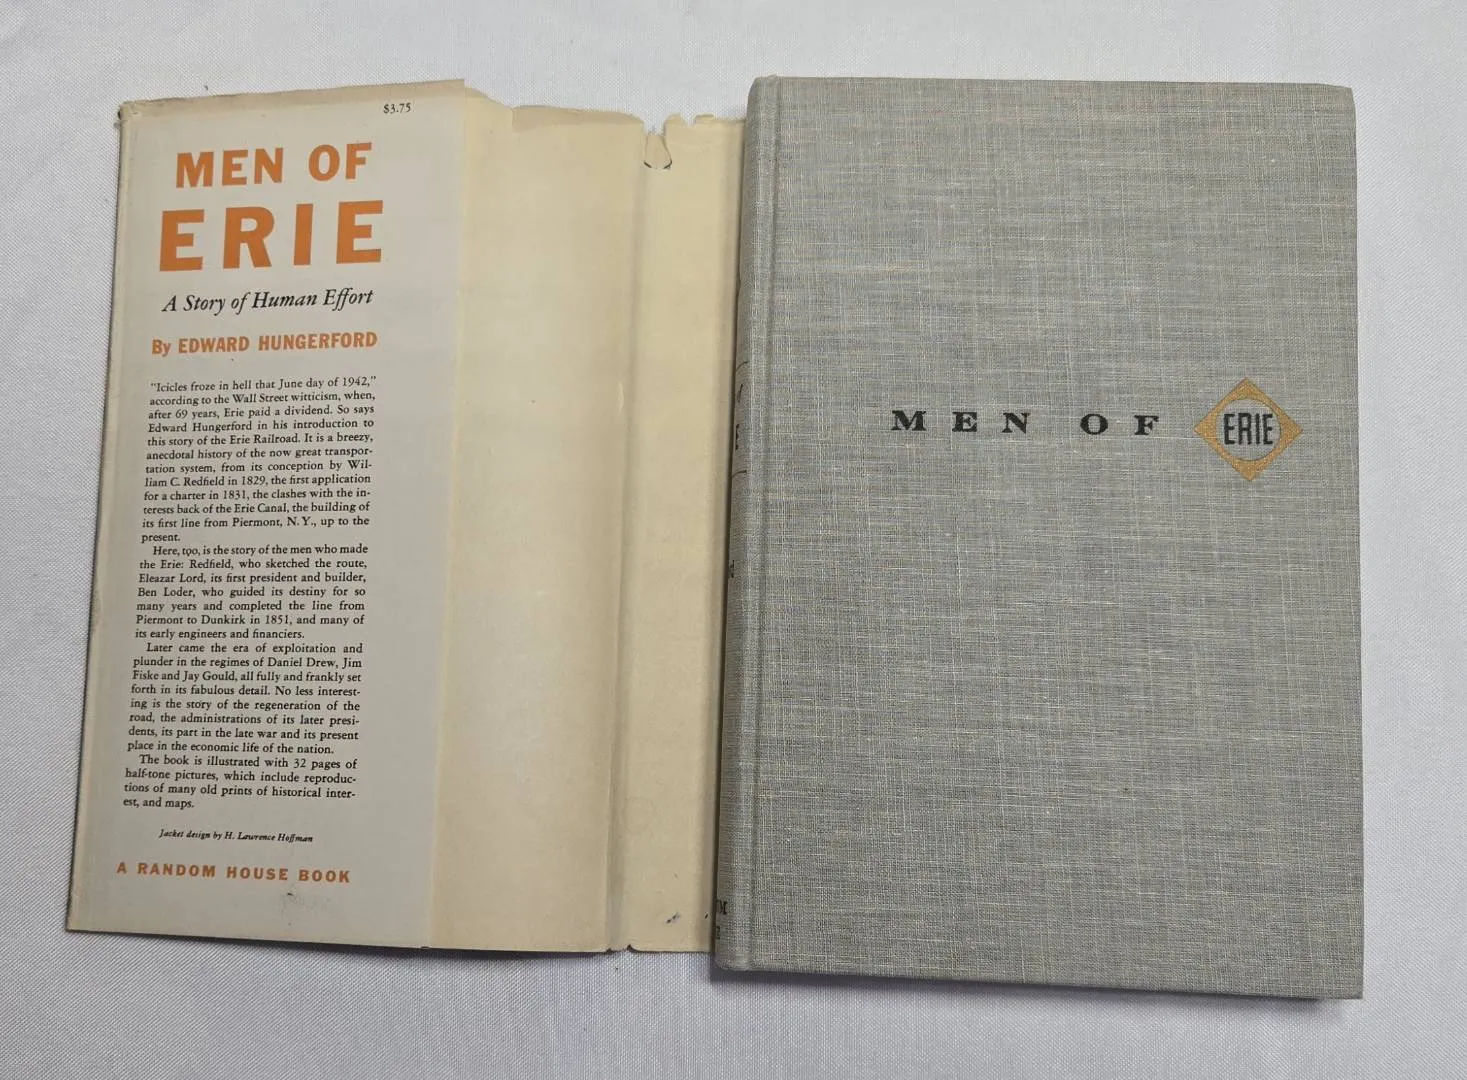 $3.75
MEN OF
ERIE
A Story of Human Effort
By EDWARD HUNGERFORD
"Icicles froze in hell that June day of 1942,"
according to the Wall Street witticism, when,
after 69 years, Erie paid a dividend. So says
Edward Hungerford in his introduction to
this story of the Erie Railroad. It is a breezy,
anecdotal history of the now great transpor-
tation system, from its conception by Wil-
liam C. Redfield in 1829, the first application
for a charter in 1831, the clashes with the in-
terests back of the Erie Canal, the building of
its first line from Piermont, N. Y., up to the
present.
Here, too, is the story of the men who made
the Erie: Redfield, who sketched the route,
Eleazar Lord, its first president and builder,
Ben Loder, who guided its destiny for so
many years and completed the line from
Piermont to Dunkirk in 1851, and many of
its early engineers and financiers.
Later came the era of exploitation and
plunder in the regimes of Daniel Drew, Jim
Fiske and Jay Gould, all fully and frankly set
forth in its fabulous detail. No less interest-
ing is the story of the regeneration of the
road, the administrations of its later presi-
dents, its part in the late war and its present
place in the economic life of the nation.
The book is illustrated with 32 pages of
half-tone pictures, which include reproduc-
tions of many old prints of historical inter-
est, and maps.
Jacket design by H. Lawrence Hoffman
A RANDOM HOUSE BOOK
MEN OF ERIE